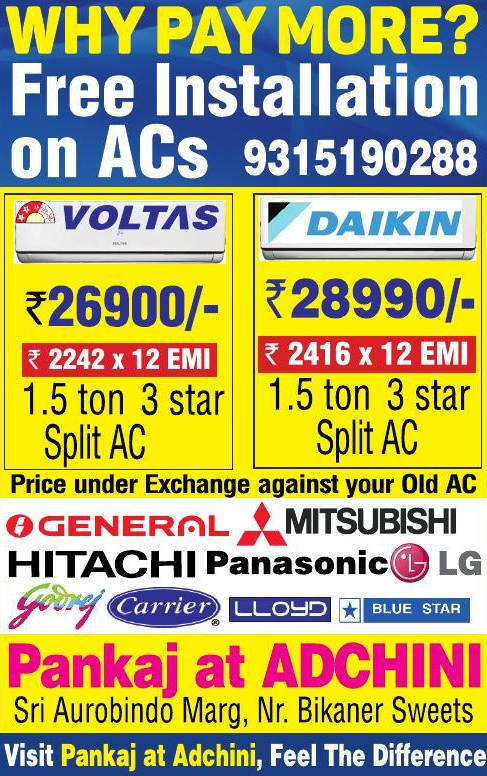 WHY PAY MORE?
Free Installation
on ACs 9315190288
VOLTAS
₹26900/-
₹ 2242 x 12 EMI
1.5 ton 3 star
Split AC
DAIKIN
₹28990/-
₹ 2416 x 12 EMI
1.5 ton 3 star
Split AC
Price under Exchange against your Old AC
GENERAL MITSUBISHI
HITACHI Panasonic LG
Godrej Carrier ® LLOYD BLUE STAR
Pankaj at ADCHINI
Sri Aurobindo Marg, Nr. Bikaner Sweets
Visit Pankaj at Adchini, Feel The Difference